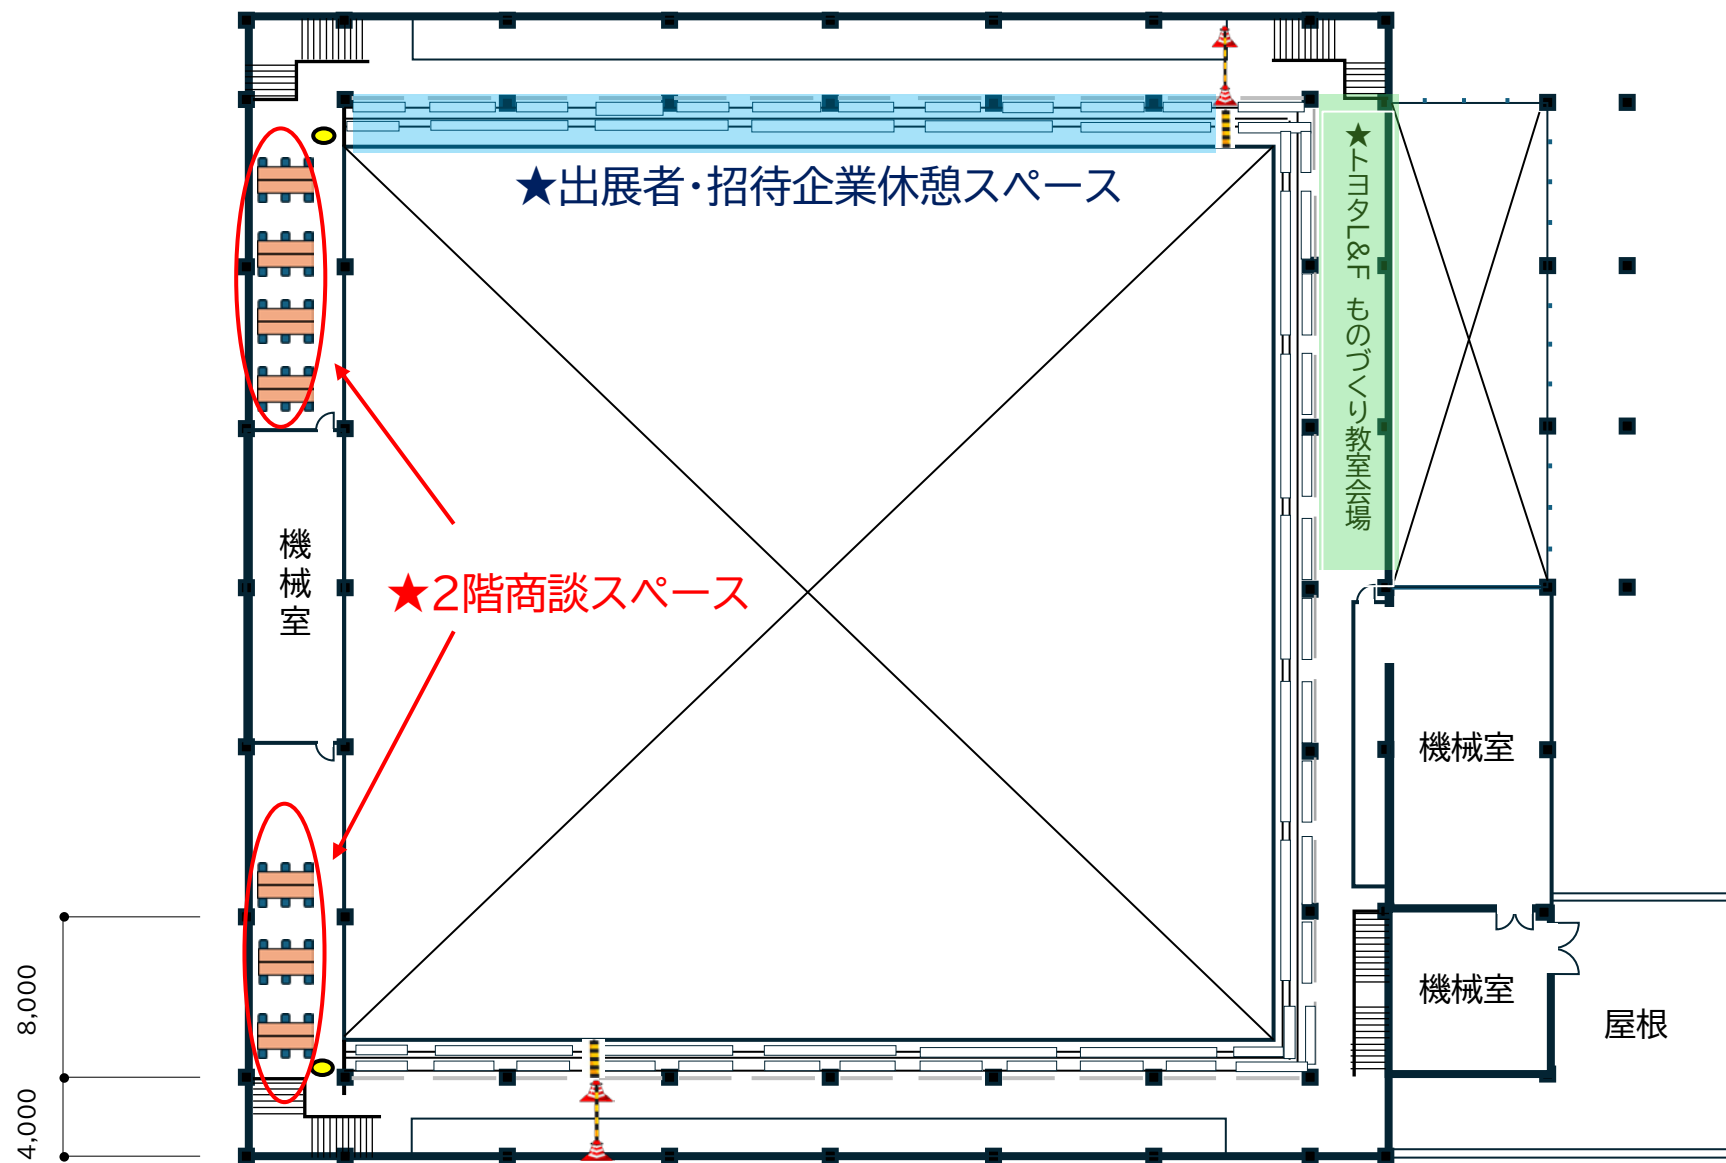 ★出展者・招待企業休憩スペース
★トヨタL&F ものづくり教室会場
機械室
★2階商談スペース
機械室
機械室
屋根
8,000
4,000